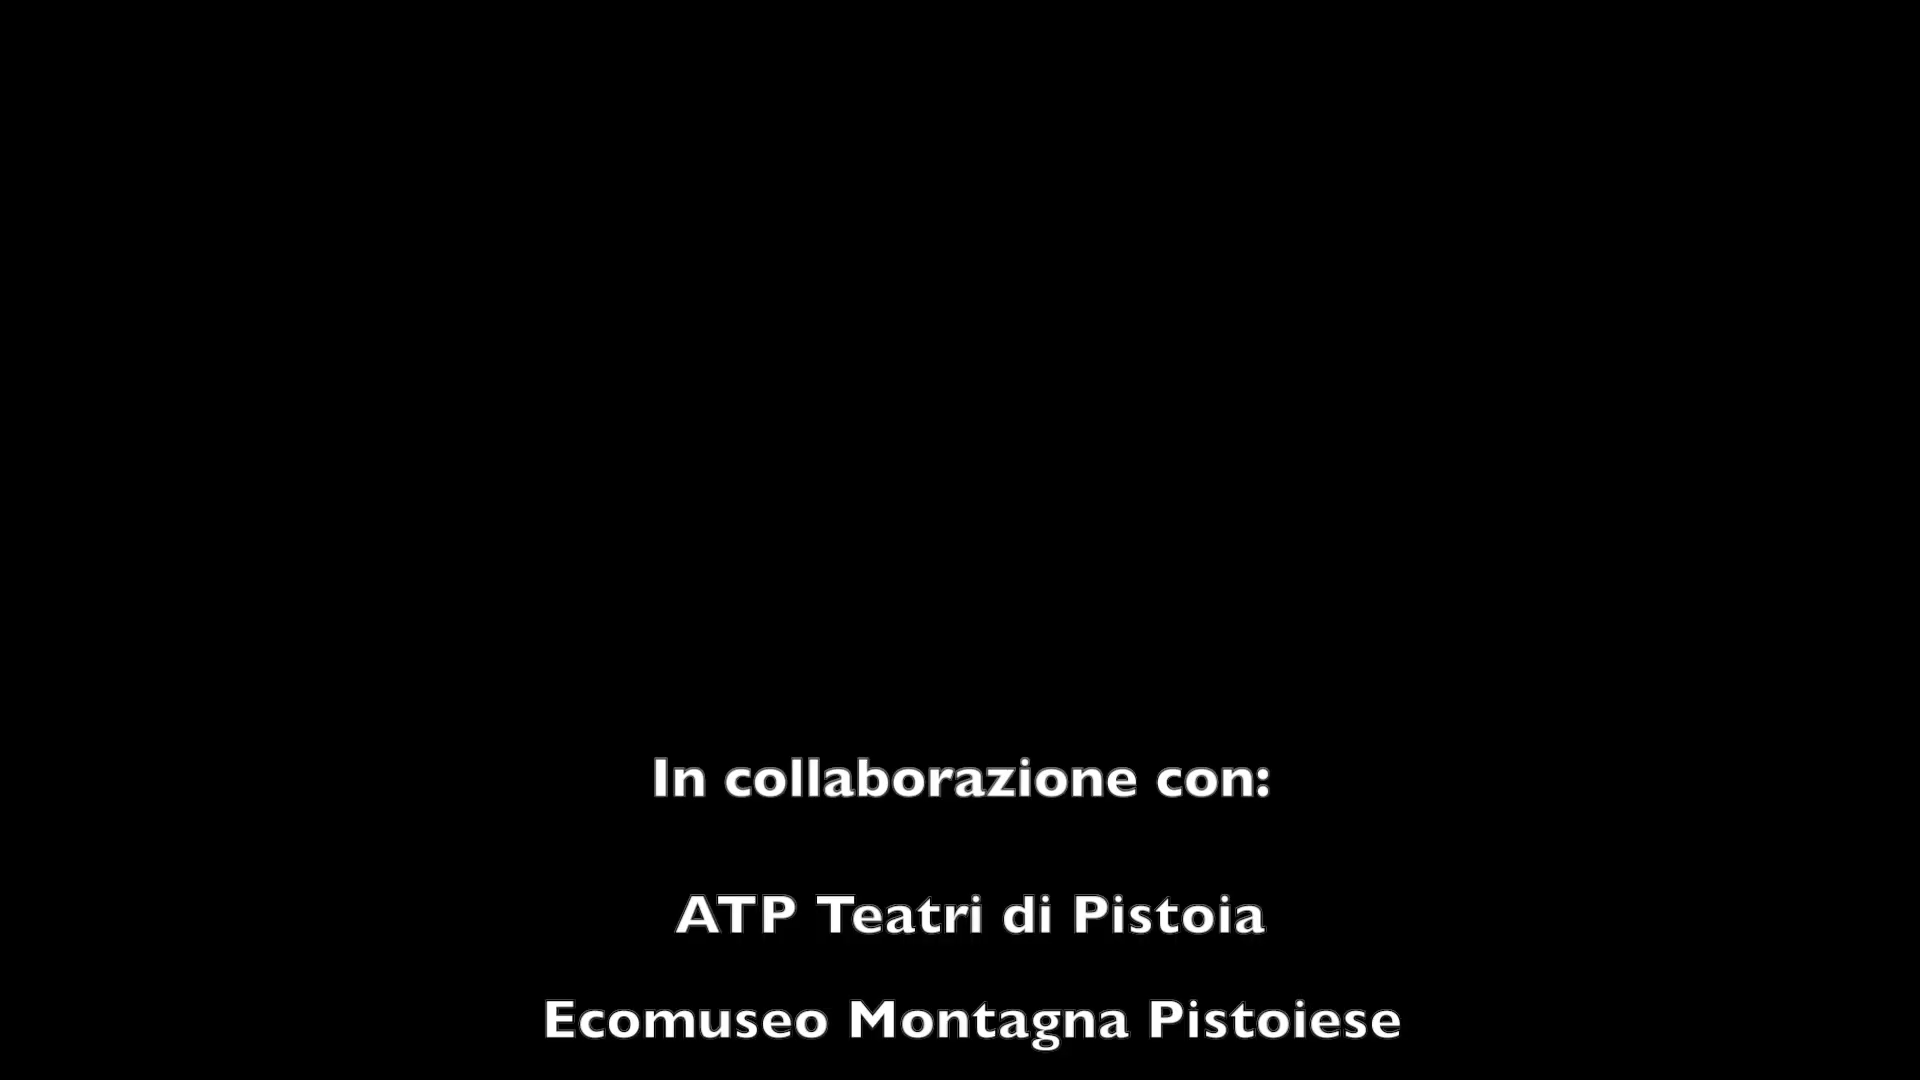 In collaborazione con:
ATP Teatri di Pistoia
Ecomuseo Montagna Pistoiese